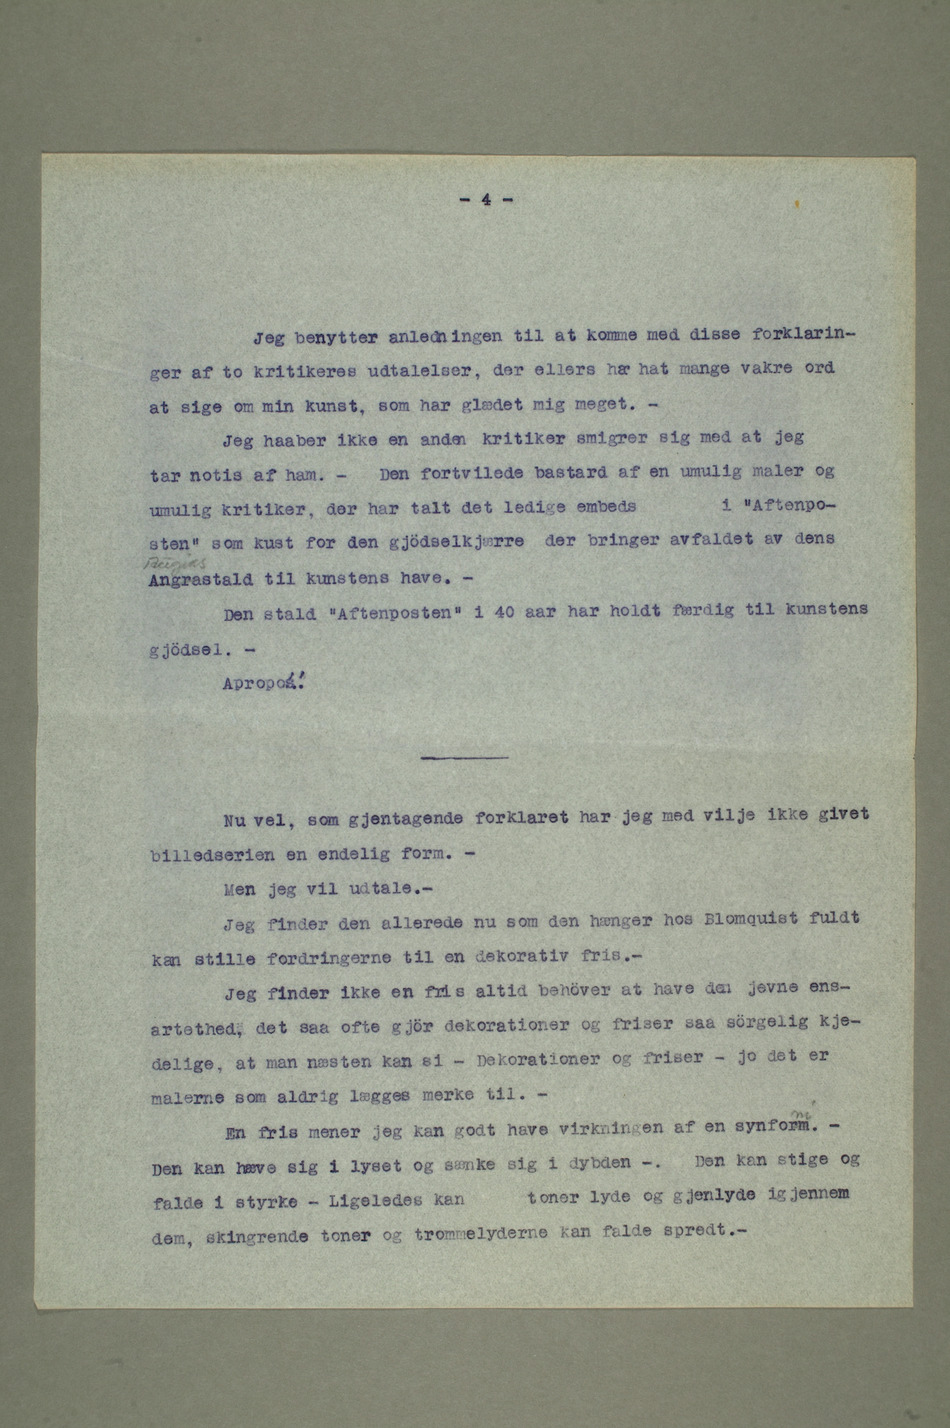 - 4 -
Jeg benytter anledningen til at komme med disse forklarin-
ger af to kritikeres udtalelser, der ellers har hat mange vakre ord
at sige om min kunst, som har glædet mig meget. -
Jeg haaber ikke en anden kritiker smigrer sig med at jeg
tar notis af ham. - Den fortvilede bastard af en umulig maler og
umulig kritiker, der har talt det ledige embeds i "Aftenpo-
sten" som kust for den gjödselkjærre der bringer avfaldet av dens
Augias
Angrastald til kunstens have. -
Den stald "Aftenposten" i 40 aar har holdt færdig til kunstens
gjödsel. -
Apropos!
Nu vel, som gjentagende forklaret har jeg med vilje ikke givet
billedserien en endelig form. -
Men jeg vil udtale.-
Jeg finder den allerede nu som den hænger hos Blomquist fuldt
kan stille fordringerne til en dekorativ fris.-
Jeg finder ikke en fris altid behöver at have den jevne ens-
artethed, det saa ofte gjör dekorationer og friser saa sörgelig kje-
delige, at man næsten kan si - Dekorationer og friser - jo det er
malerne som aldrig lægges merke til. -
En fris mener jeg kan godt have virkningen af en synform. -
Den kan hæve sig i lyset og sænke sig i dybden -. Den kan stige og
falde i styrke - Ligeledes kan toner lyde og gjenlyde igjennem
dem, skingrende toner og trommelyderne kan falde spredt.-